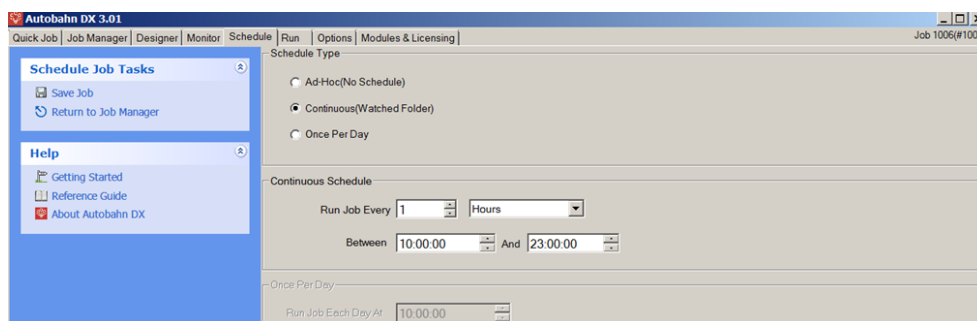 Autobahn DX 3.01
Quick Job Job Manager Designer Monitor Schedule Run Options Modules & Licensing Job 1006(#100
Schedule Job Tasks
Save Job
Return to Job Manager
Help
Getting Started
Reference Guide
About Autobahn DX
Schedule Type
Ad-Hoc(No Schedule)
Continuous(Watched Folder)
Once Per Day
Continuous Schedule
Run Job Every 1 Hours
Between 10:00:00 And 23:00:00
Once Per Day
Run Job Each Day At 10:00:00